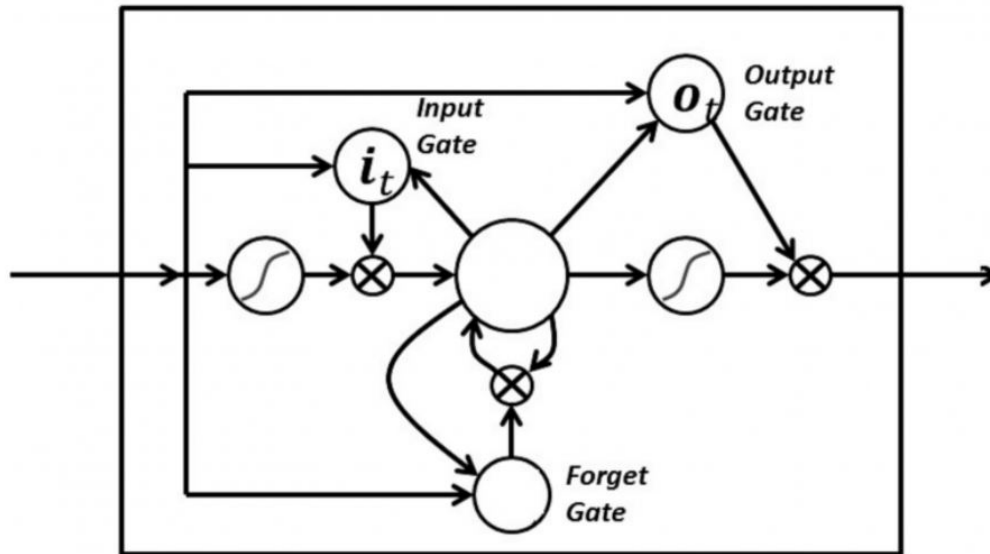 Output
Gate
o_t
Input
Gate
i_t
Forget
Gate